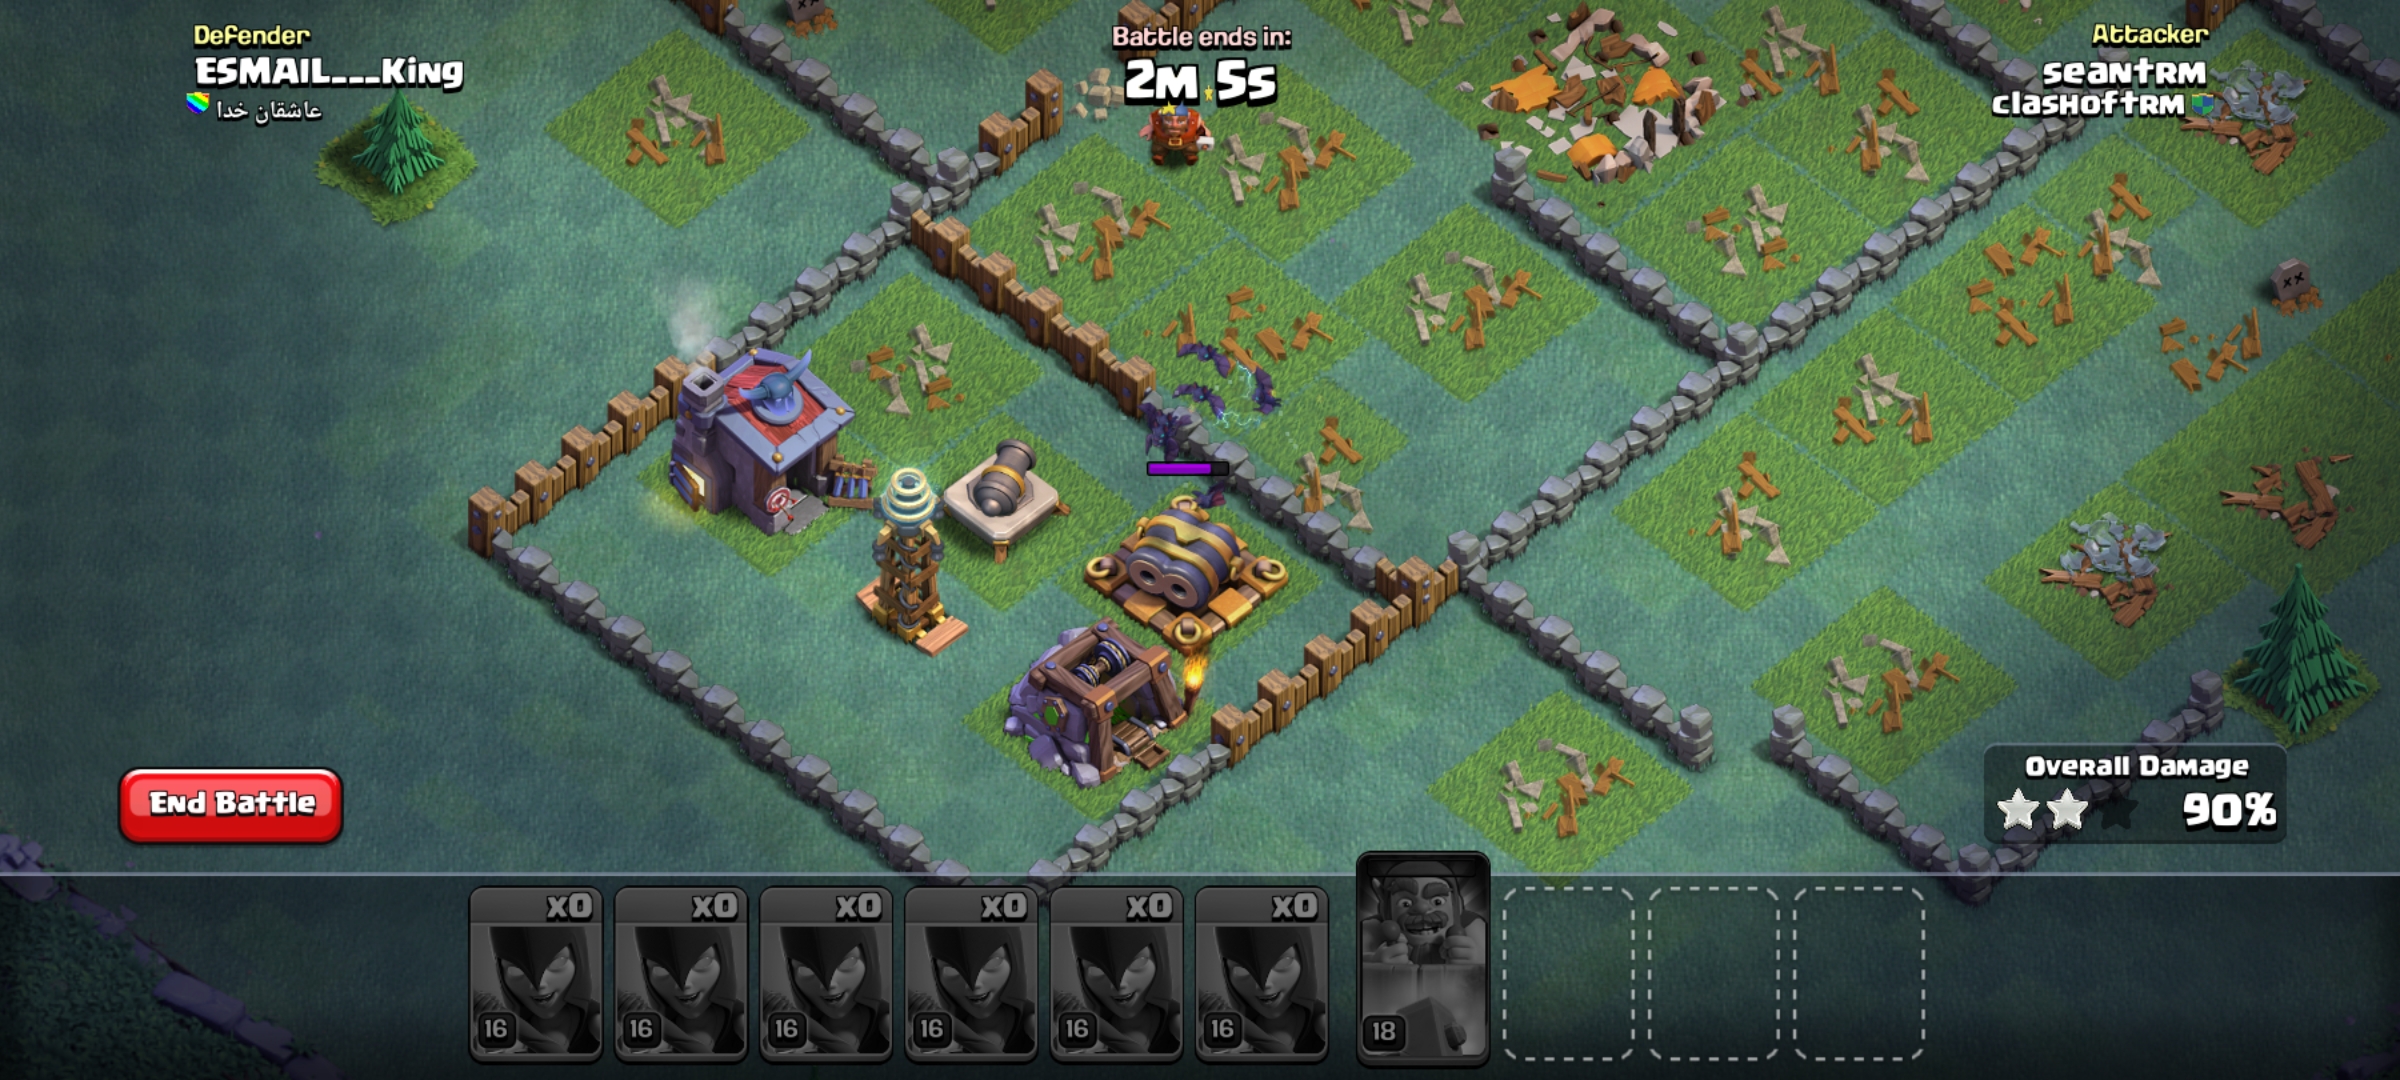 Defender
ESMAIL___King
عاشقان خدا
Battle ends in:
2M 5s
Attacker
seantRM
clashoftRM
End Battle
Overall Damage
90%
x0
x0
x0
x0
x0
x0
16
16
16
16
16
16
18